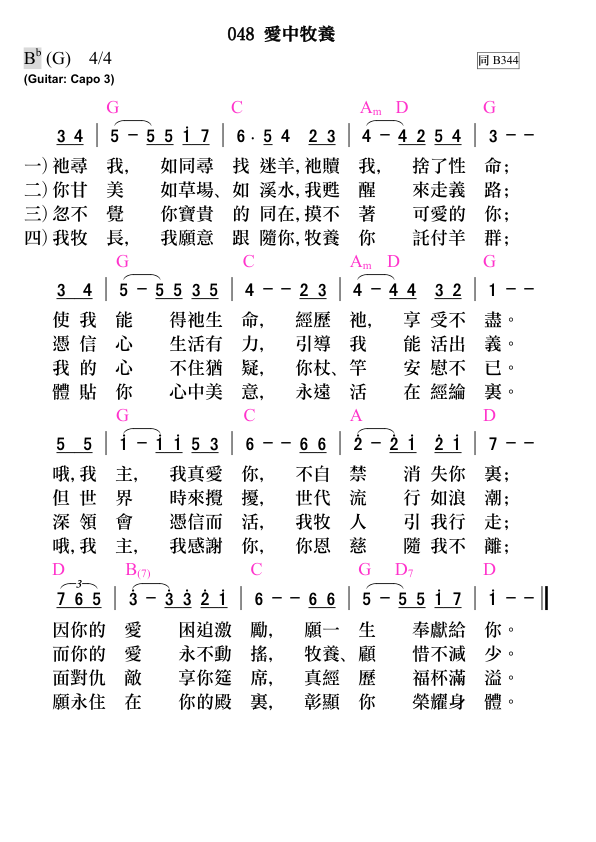 048 愛中牧養
B♭ (G) 4/4
同 B344
(Guitar: Capo 3)
G C Am D G
3 4 | 5 - 5 5 i 7 | 6 · 5 4 2 3 | 4 - 4 2 5 4 | 3 - -
一)祂尋 我, 如同尋 找 迷羊,祂贖 我, 捨了性 命;
二)你甘 美 如草場、如 溪水,我甦 醒 來走義 路;
三)忽不 覺 你寶貴 的 同在,摸不 著 可愛的 你;
四)我牧 長, 我願意 跟 隨你,牧養 你 託付羊 群;
G C Am D G
3 4 | 5 - 5 5 3 5 | 4 - - 2 3 | 4 - 4 4 3 2 | 1 - -
使 我 能 得祂生 命, 經歷 祂, 享 受不 盡。
憑 信 心 生活有 力, 引導 我 能 活出 義。
我 的 心 不住猶 疑, 你杖、竿 安 慰不 已。
體 貼 你 心中美 意, 永遠 活 在 經綸 裏。
G C A D
5 5 | i - i i 5 3 | 6 - - 6 6 | 2̇ - 2̇ i 2̇ i | 7 - -
哦,我 主, 我真愛 你, 不自 禁 消 失你 裏;
但 世 界 時來攪 擾, 世代 流 行 如浪 潮;
深 領 會 憑信而 活, 我牧 人 引 我行 走;
哦,我 主, 我感謝 你, 你恩 慈 隨 我不 離;
D B(7) C G D7 D
3
7 6 5 | 3̇ - 3̇ 3̇ 2̇ i | 6 - - 6 6 | 5 - 5 5 i 7 | i - -
因你的 愛 困迫激 勵, 願一 生 奉獻給 你。
而你的 愛 永不動 搖, 牧養、顧 惜不減 少。
面對仇 敵 享你筵 席, 真經 歷 福杯滿 溢。
願永住 在 你的殿 裏, 彰顯 你 榮耀身 體。